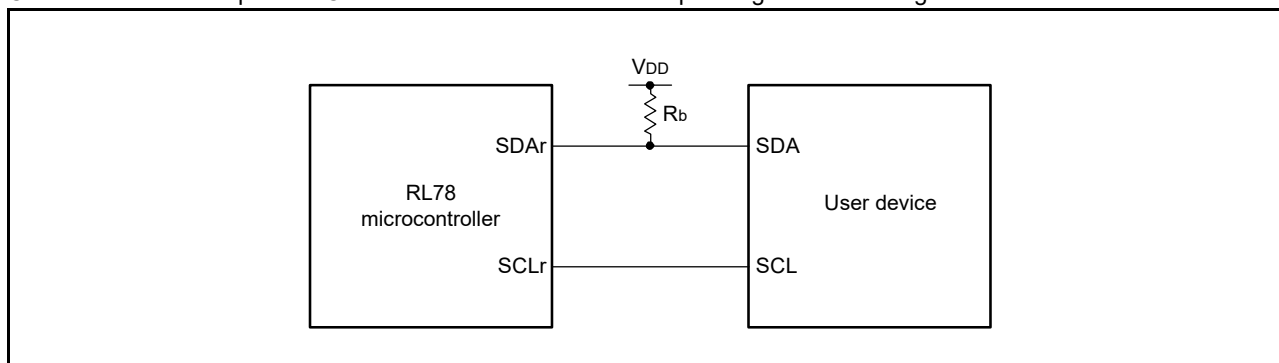 VDD
Rb
SDAr
SDA
RL78
microcontroller
User device
SCLr
SCL